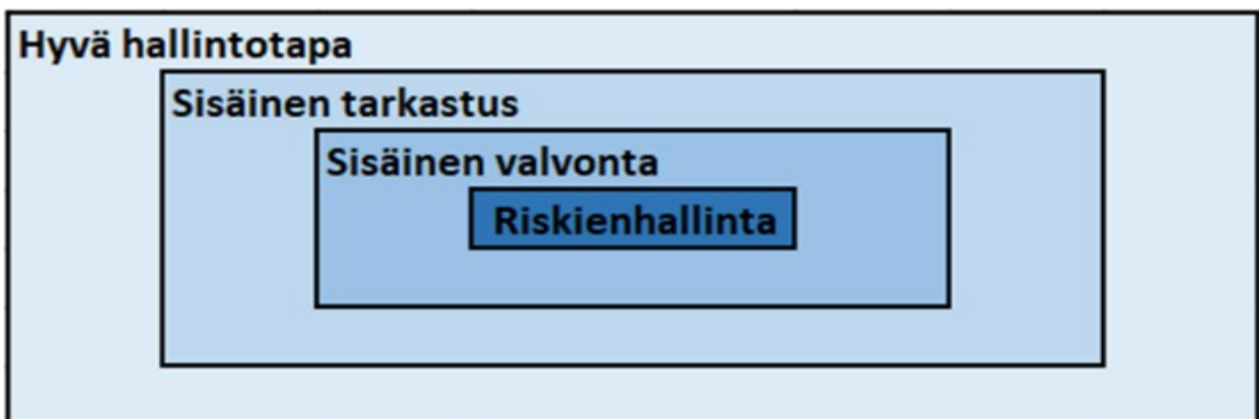 Hyvä hallintotapa
Sisäinen tarkastus
Sisäinen valvonta
Riskienhallinta